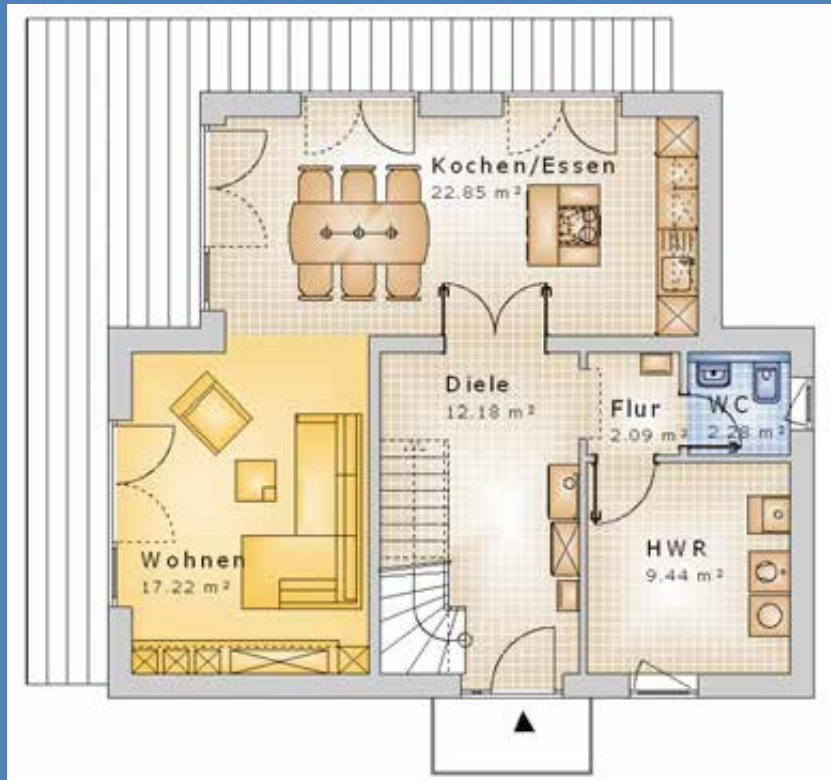 Kochen/Essen
22.85 m²
Diele
12.18 m²
Flur
2.09 m²
WC
2.28 m²
Wohnen
17.22 m²
HWR
9.44 m²